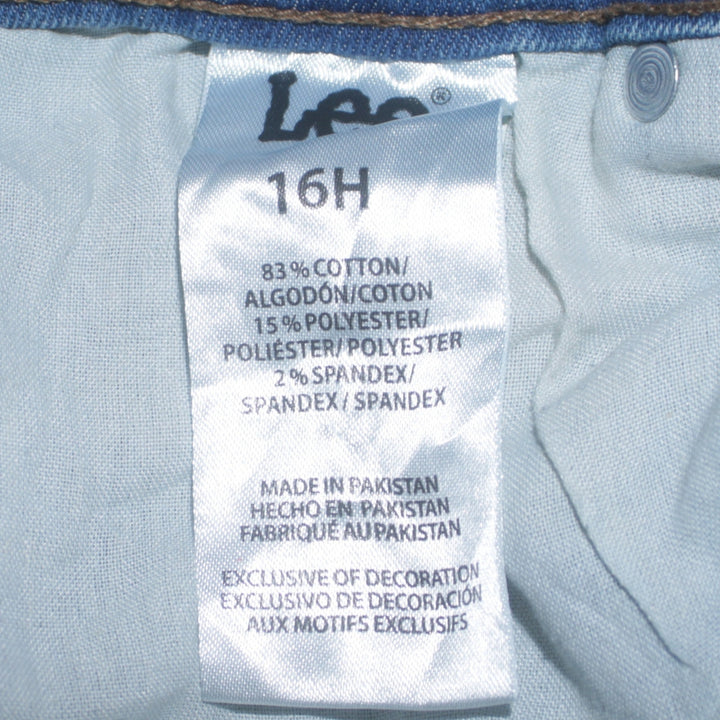 Lee®
16H
83% COTTON/
ALGODÓN/COTON
15% POLYESTER/
POLIÉSTER/POLYESTER
2% SPANDEX/
SPANDEX/SPANDEX
MADE IN PAKISTAN
HECHO EN PAKISTAN
FABRIQUÉ AU PAKISTAN
EXCLUSIVE OF DECORATION
EXCLUSIVO DE DECORACIÓN
AUX MOTIFS EXCLUSIFS